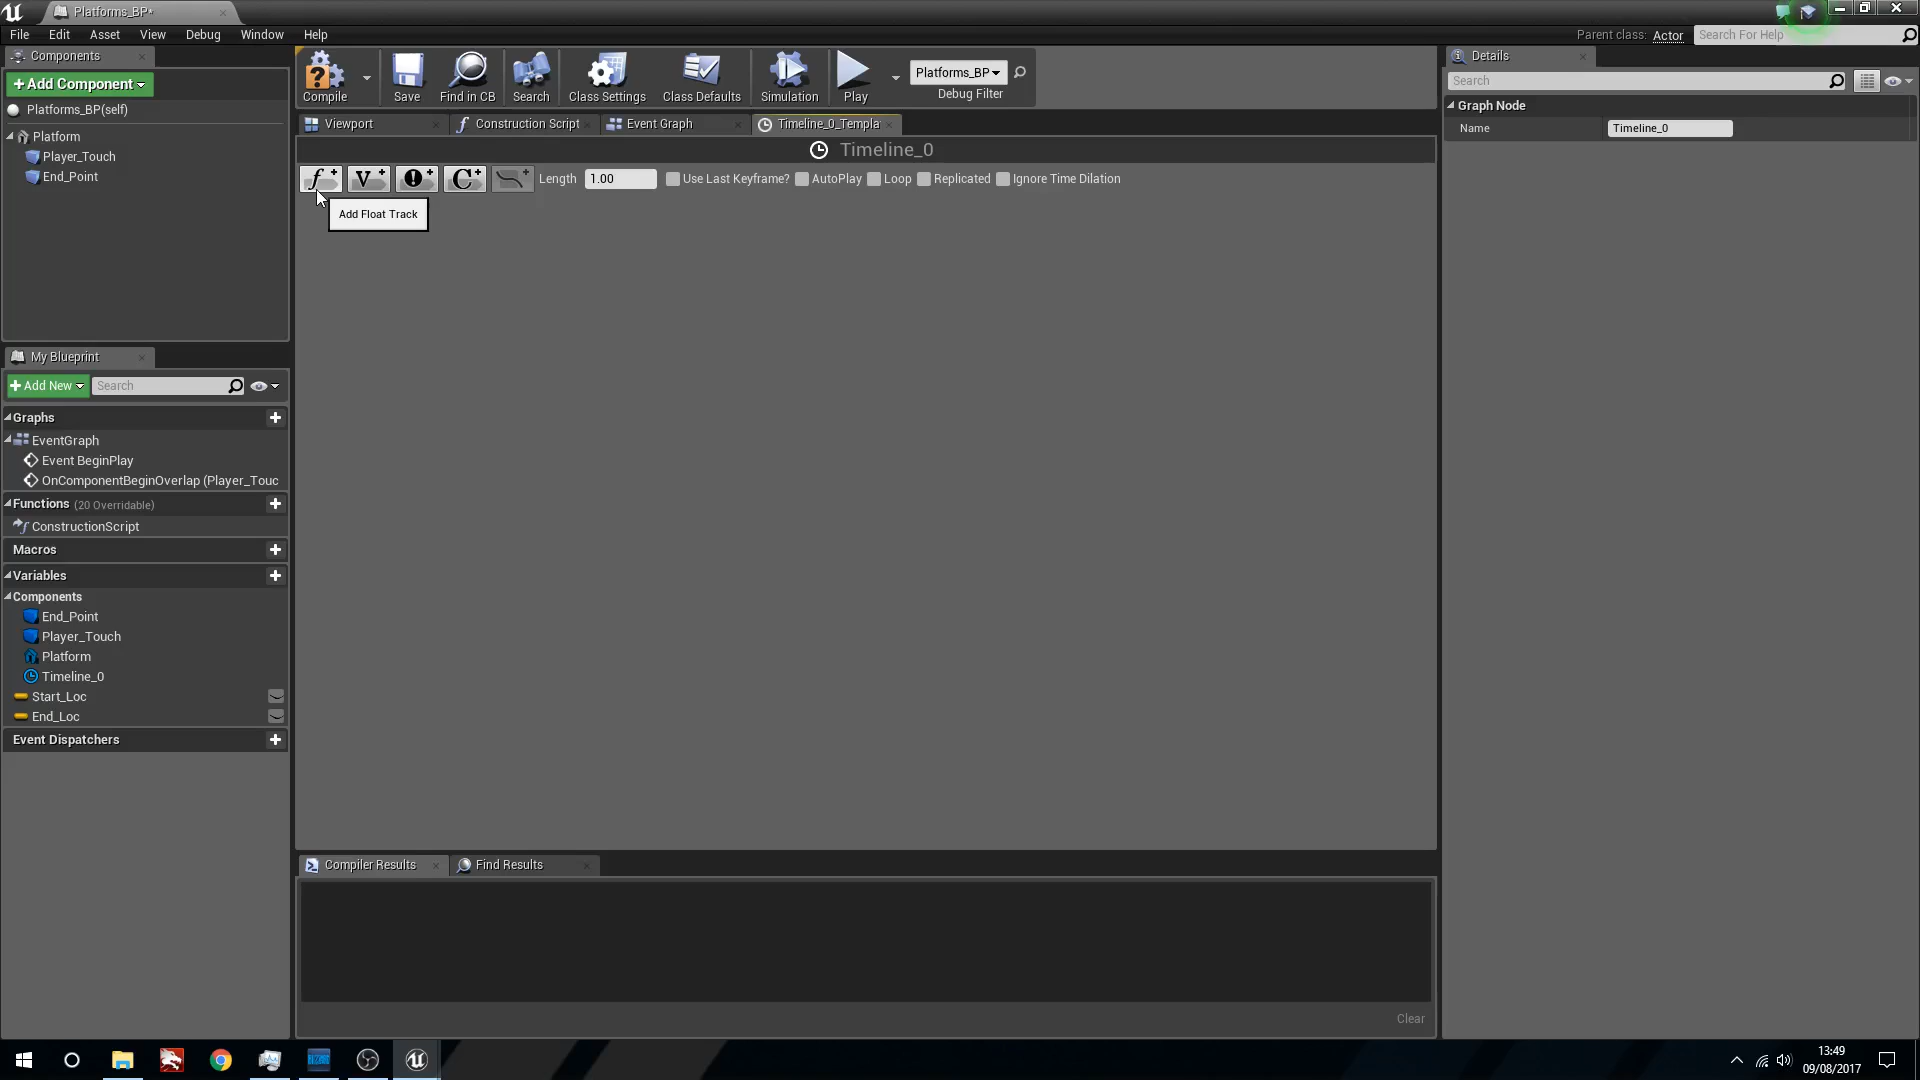 Platforms_BP*
File Edit Asset View Debug Window Help
Parent class: Actor Search For Help
Components
+Add Component
Platforms_BP(self)
Platform
Player_Touch
End_Point
Compile
Save
Find in CB
Search
Class Settings
Class Defaults
Simulation
Play
Platforms_BP
Debug Filter
Viewport
Construction Script
Event Graph
Timeline_0_Templa
Timeline_0
Length 1.00 Use Last Keyframe? AutoPlay Loop Replicated Ignore Time Dilation
Add Float Track
My Blueprint
+Add New
Search
Graphs
EventGraph
Event BeginPlay
OnComponentBeginOverlap (Player_Touc
Functions (20 Overridable)
ConstructionScript
Macros
Variables
Components
End_Point
Player_Touch
Platform
Timeline_0
Start_Loc
End_Loc
Event Dispatchers
Compiler Results
Find Results
Clear
Details
Search
Graph Node
Name Timeline_0
13:49
09/08/2017